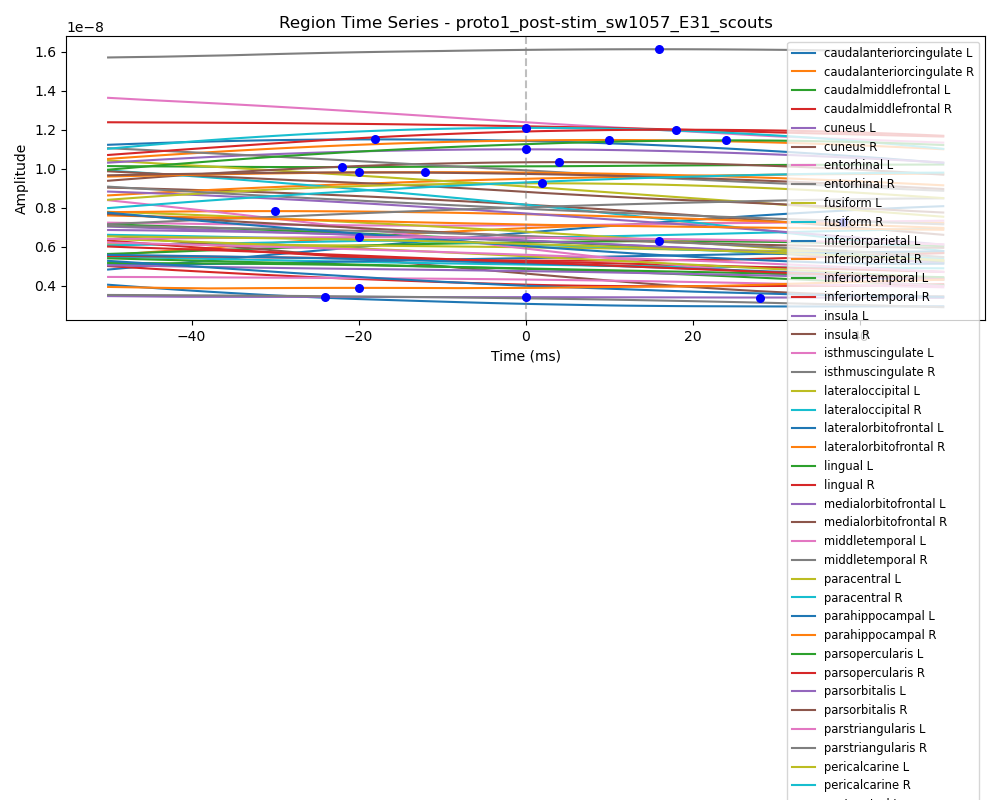 Region Time Series - proto1_post-stim_sw1057_E31_scouts
1e−8
1.6
1.4
1.2
1.0
0.8
0.6
0.4
Amplitude
−40
−20
0
20
Time (ms)
caudalanteriorcingulate L
caudalanteriorcingulate R
caudalmiddlefrontal L
caudalmiddlefrontal R
cuneus L
cuneus R
entorhinal L
entorhinal R
fusiform L
fusiform R
inferiorparietal L
inferiorparietal R
inferiortemporal L
inferiortemporal R
insula L
insula R
isthmuscingulate L
isthmuscingulate R
lateraloccipital L
lateraloccipital R
lateralorbitofrontal L
lateralorbitofrontal R
lingual L
lingual R
medialorbitofrontal L
medialorbitofrontal R
middletemporal L
middletemporal R
paracentral L
paracentral R
parahippocampal L
parahippocampal R
parsopercularis L
parsopercularis R
parsorbitalis L
parsorbitalis R
parstriangularis L
parstriangularis R
pericalcarine L
pericalcarine R